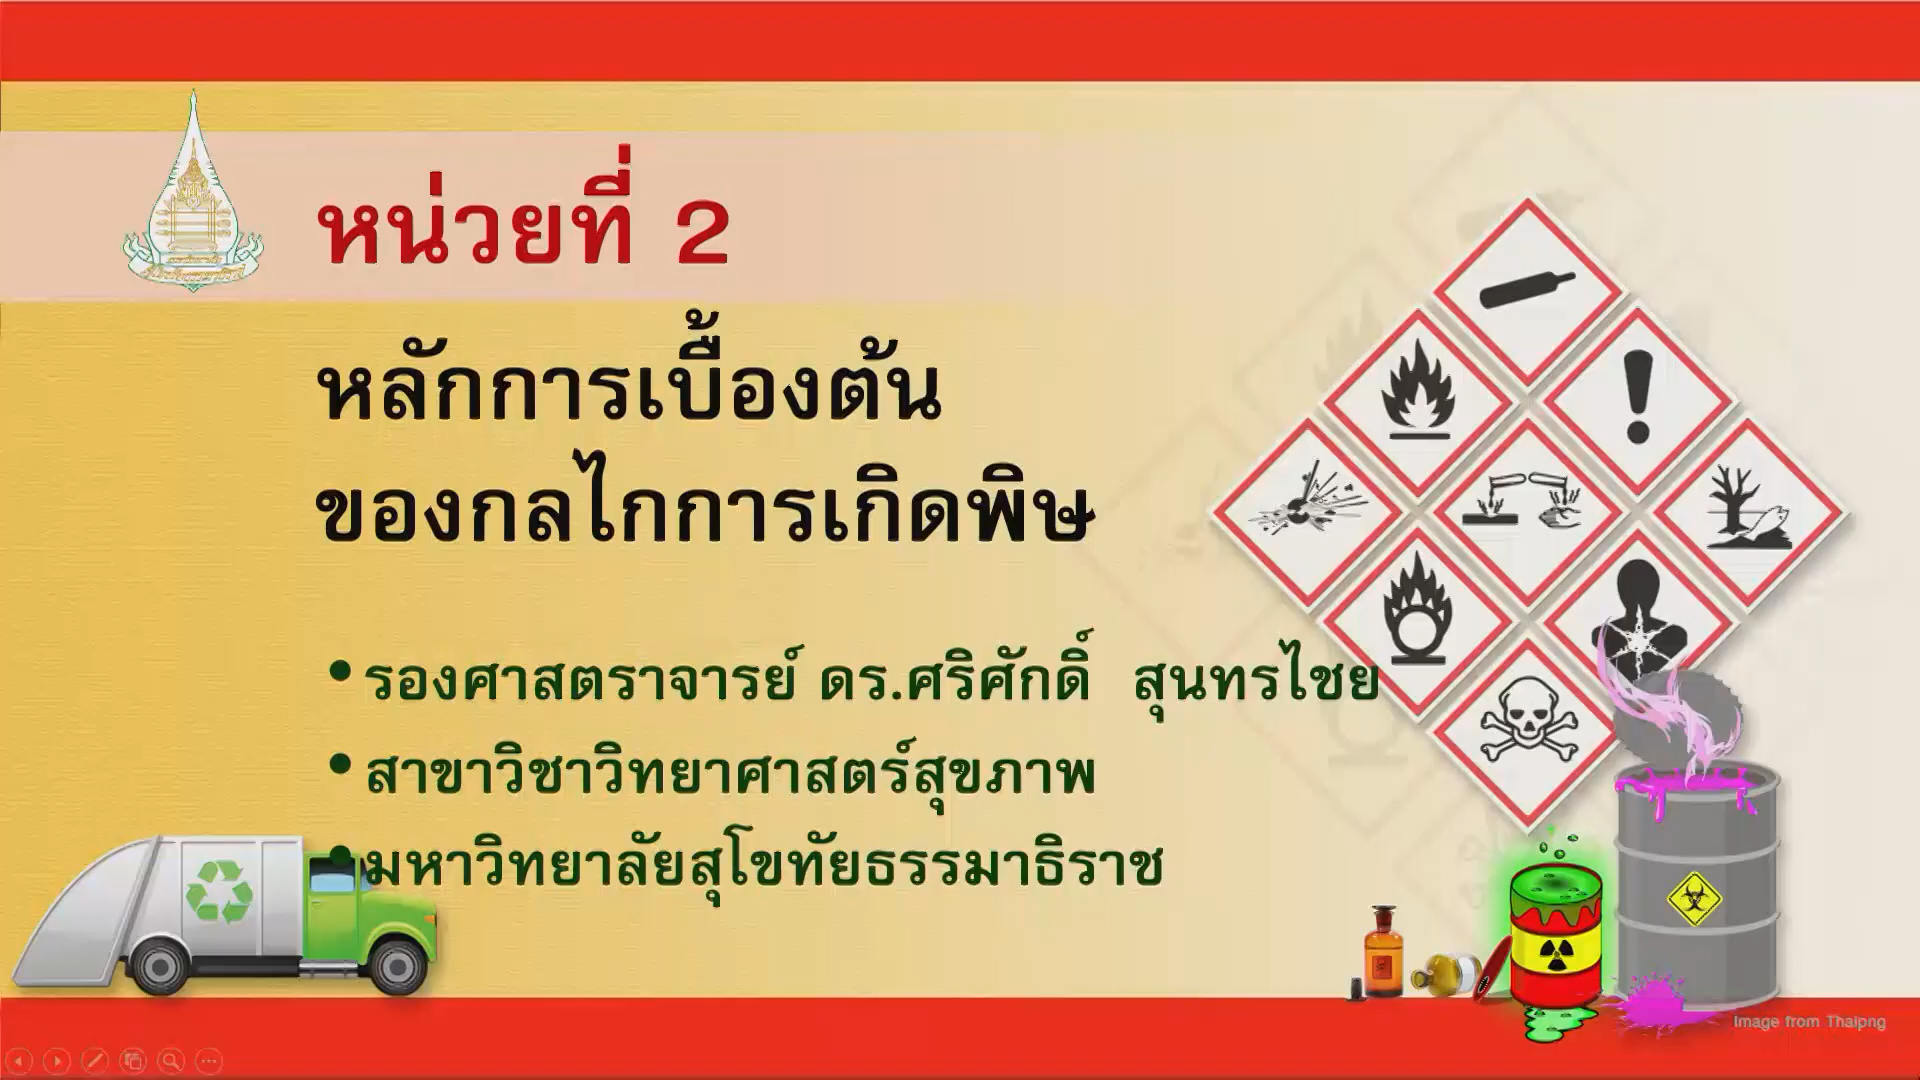 หน่วยที่ 2
หลักการเบื้องต้น
ของกลไกการเกิดพิษ
• รองศาสตราจารย์ ดร.ศริศักดิ์ สุนทรไชย
• สาขาวิชาวิทยาศาสตร์สุขภาพ
• มหาวิทยาลัยสุโขทัยธรรมาธิราช
Image from Thaipng